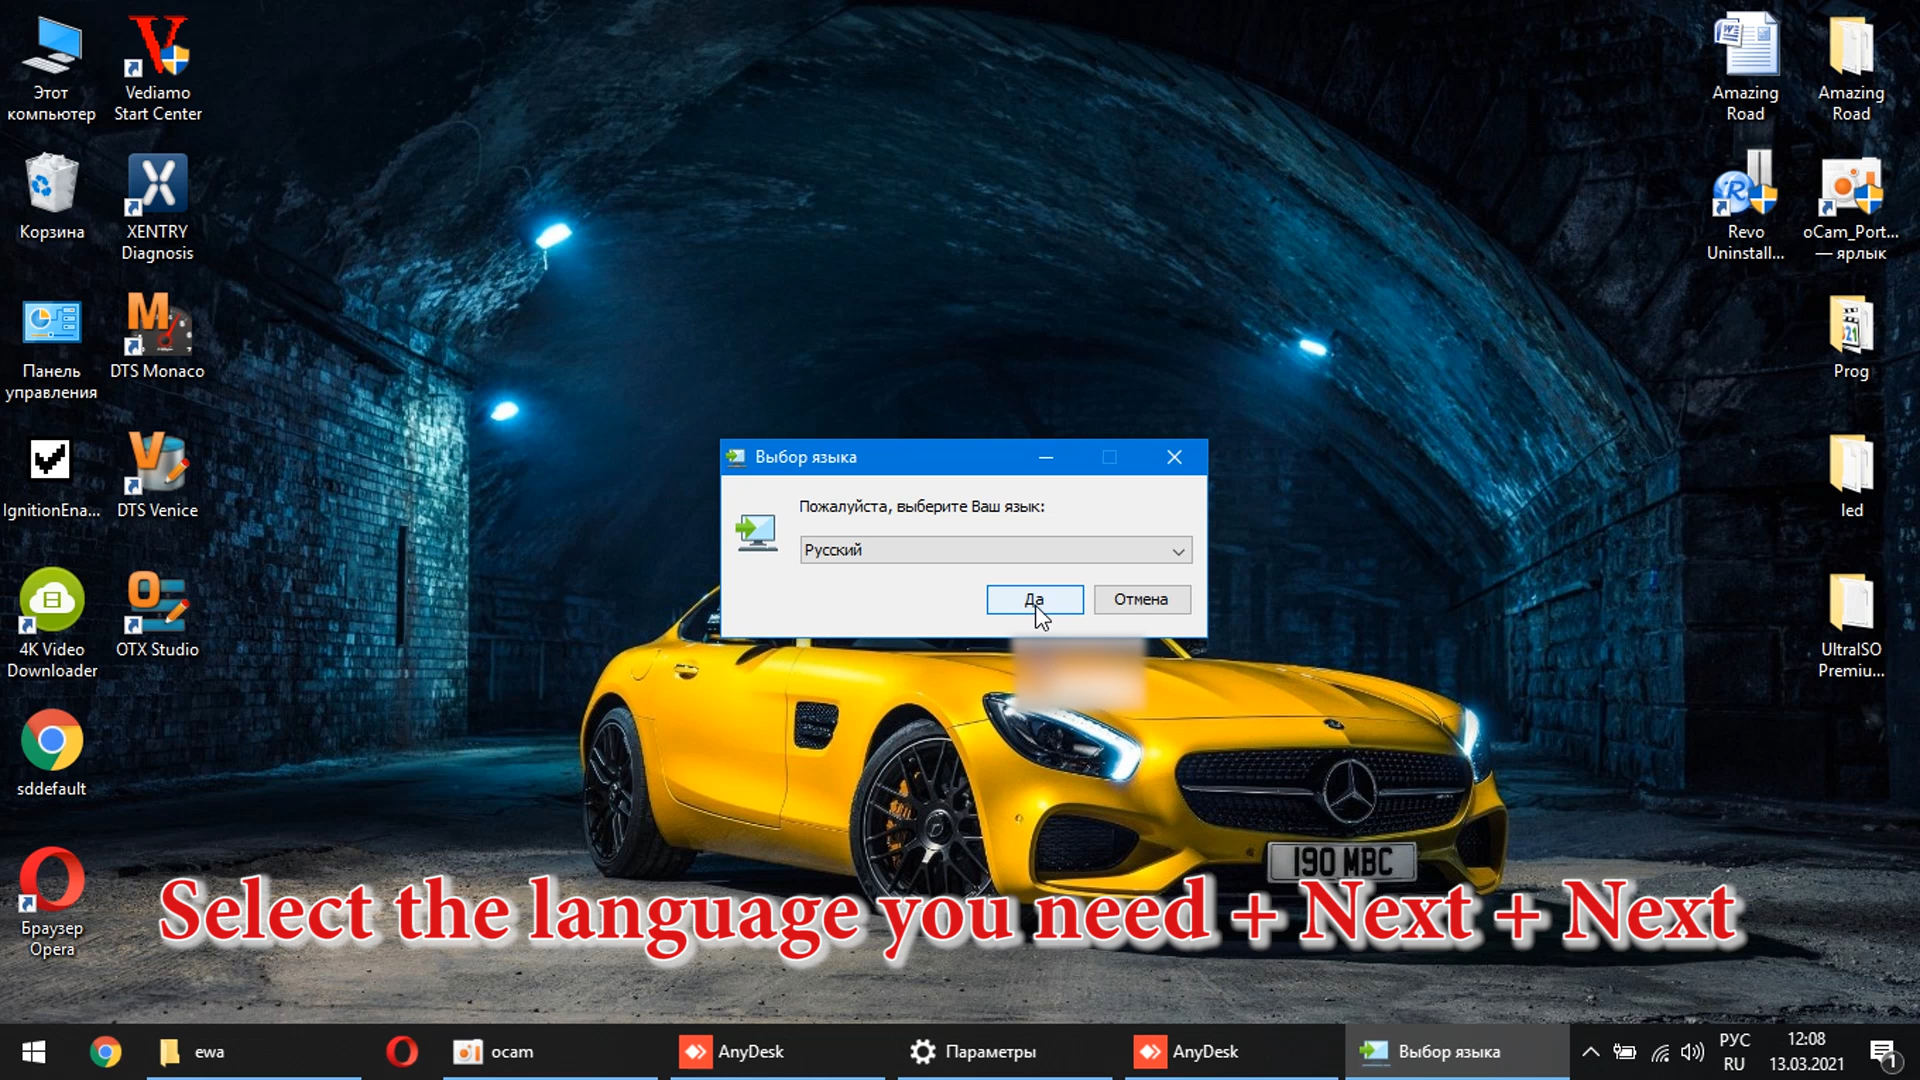 Этот
компьютер
Vediamo
Start Center
Корзина
XENTRY
Diagnosis
Панель
управления
DTS Monaco
IgnitionEna...
DTS Venice
4K Video
Downloader
OTX Studio
sddefault
Браузер
Opera
Amazing
Road
Amazing
Road
Revo
Uninstall...
oCam_Port...
— ярлык
Prog
led
UltraISO
Premiu...
Выбор языка
Пожалуйста, выберите Ваш язык:
Русский
Да
Отмена
190 MBC
Select the language you need + Next + Next
ewa
ocam
AnyDesk
Параметры
AnyDesk
Выбор языка
РУС
RU
12:08
13.03.2021
1